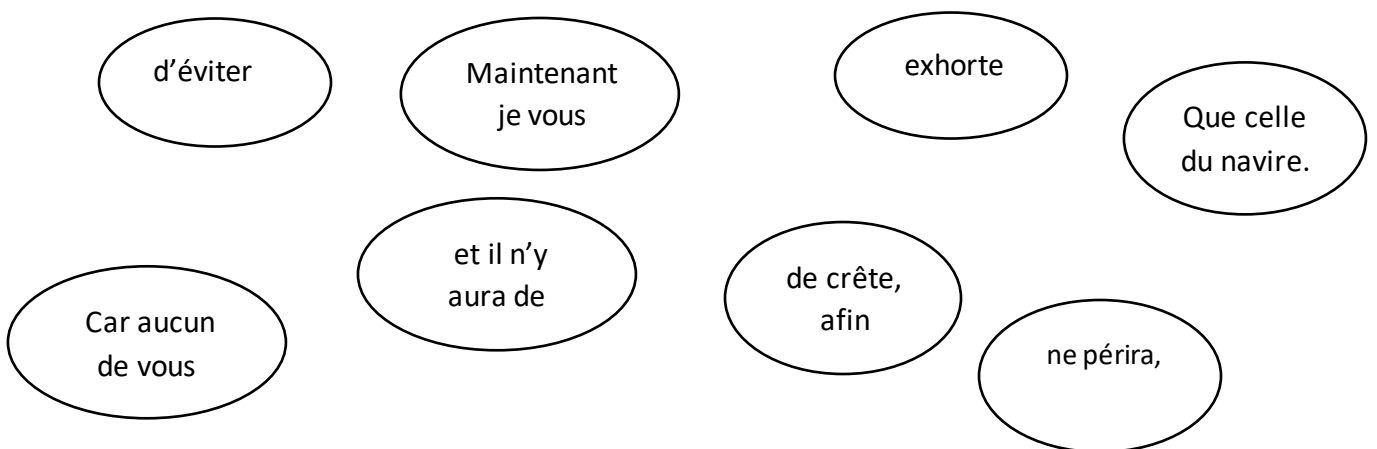 d’éviter
Maintenant
je vous
exhorte
Que celle
du navire.
et il n’y
aura de
de crête,
afin
Car aucun
de vous
ne périra,